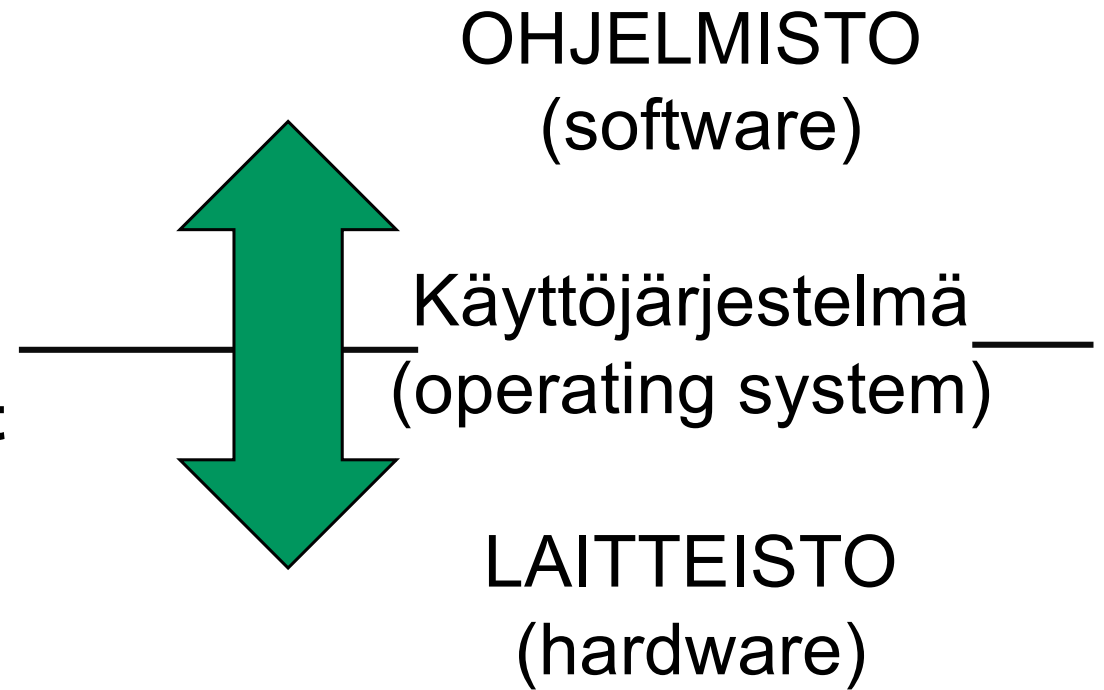 OHJELMISTO
(software)
Käyttöjärjestelmä
(operating system)
t
LAITTEISTO
(hardware)